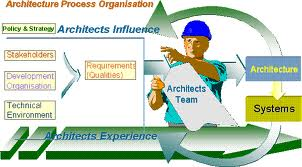 Architecture Process Organisation
Policy & Strategy
Architects Influence
Stakeholders
Development
Organisation
Technical
Environment
Requirements
(Qualities)
Architects
Team
Architecture
Systems
Architects Experience